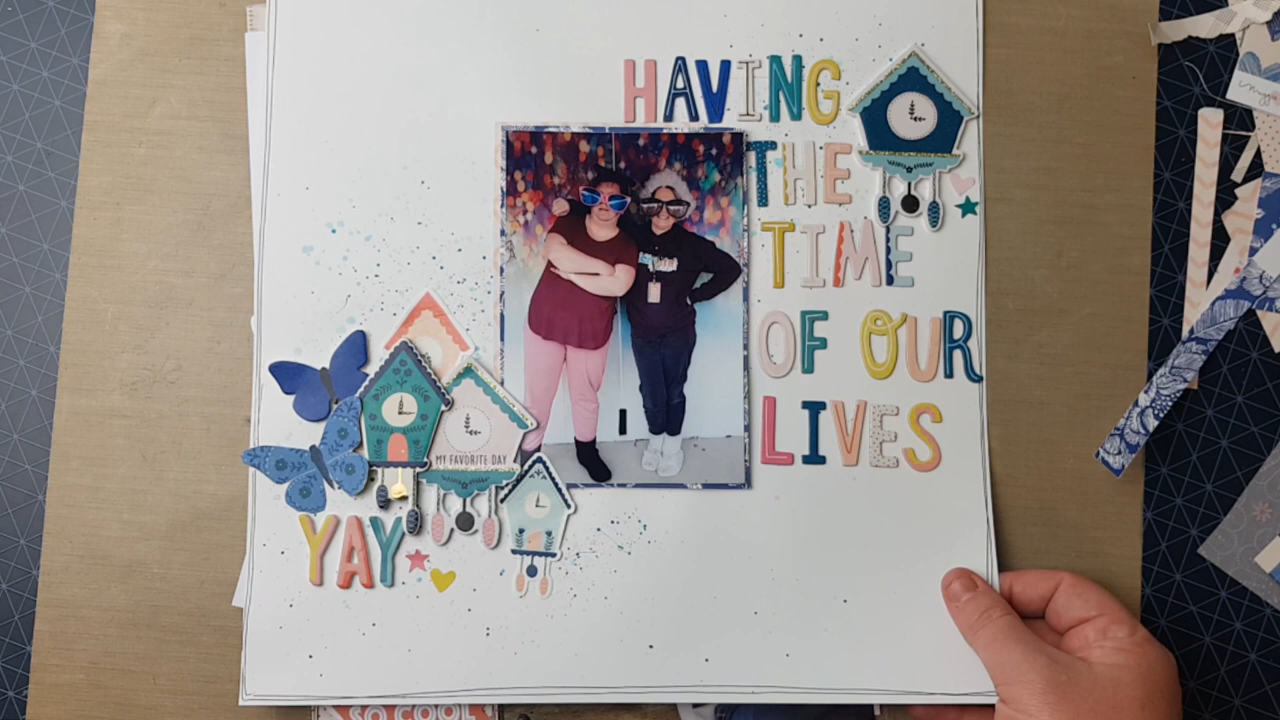 HAVING
THE
TIME
OF OUR
LIVES
MY FAVORITE DAY
YAY
SO COOL